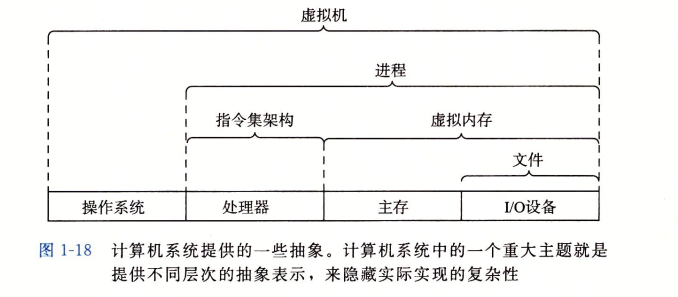 虚拟机
进程
指令集架构 虚拟内存
文件
操作系统 处理器 主存 I/O设备
图 1-18 计算机系统提供的一些抽象。计算机系统中的一个重大主题就是
提供不同层次的抽象表示，来隐藏实际实现的复杂性